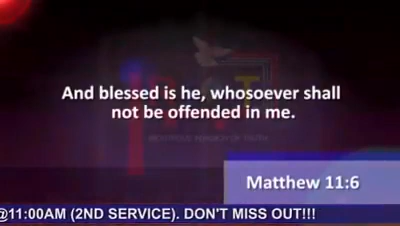 And blessed is he, whosoever shall
not be offended in me.
Matthew 11:6
@11:00AM (2ND SERVICE). DON'T MISS OUT!!!